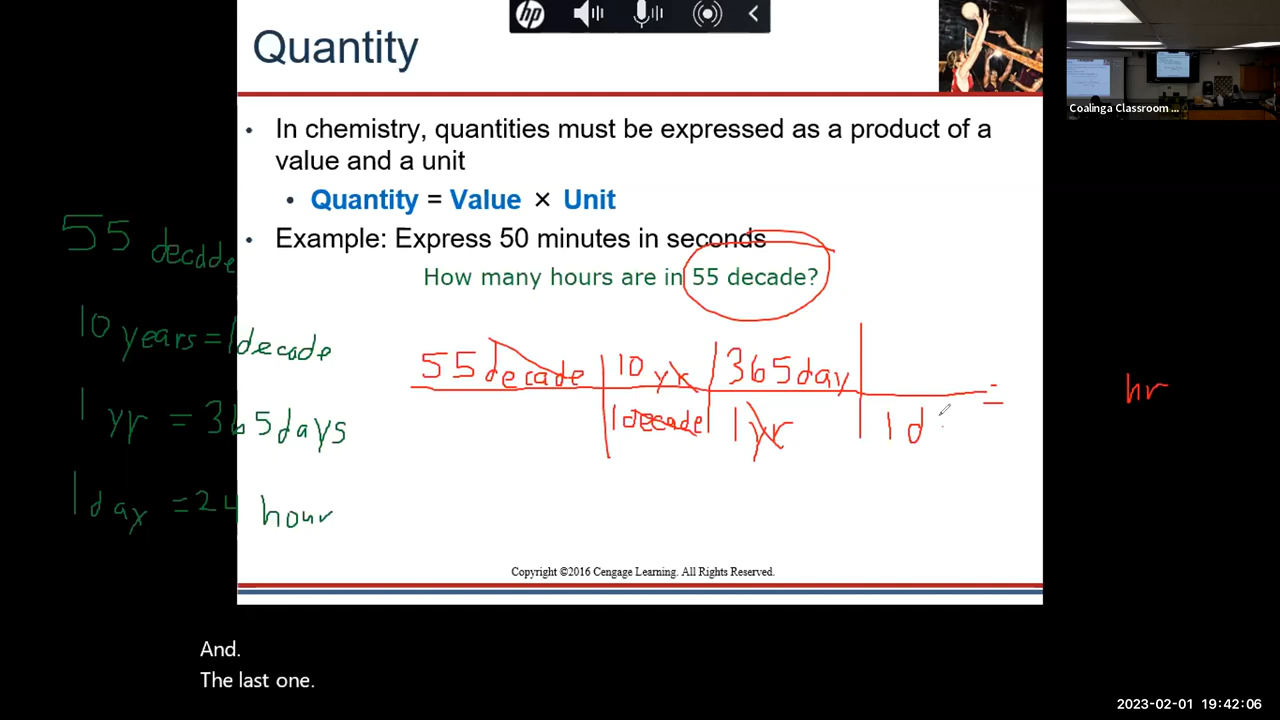 hp
Quantity
Coalinga Classroom ...
• In chemistry, quantities must be expressed as a product of a
value and a unit
• Quantity = Value × Unit
• Example: Express 50 minutes in seconds
How many hours are in 55 decade?
55 decade
10 years = 1 decade
1 yr = 365 days
1 day = 24 hour
55 decade | 10 yr | 365 day | =
1 decade | 1 yr | 1 d
hr
Copyright ©2016 Cengage Learning. All Rights Reserved.
And.
The last one.
2023-02-01 19:42:06